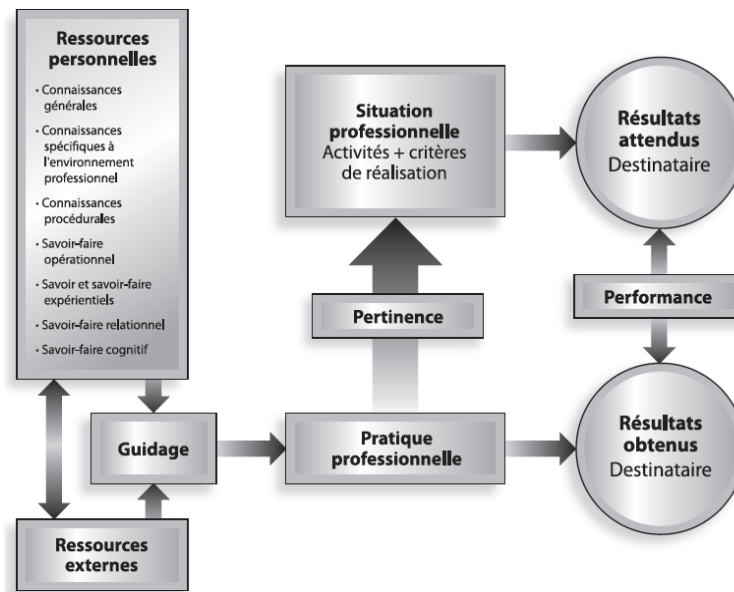 Ressources
personnelles
· Connaissances
générales
· Connaissances
spécifiques à
l'environnement
professionnel
· Connaissances
procédurales
· Savoir-faire
opérationnel
· Savoir et savoir-faire
expérientiels
· Savoir-faire relationnel
· Savoir-faire cognitif
Situation
professionnelle
Activités + critères
de réalisation
Résultats
attendus
Destinataire
Pertinence
Performance
Guidage
Pratique
professionnelle
Résultats
obtenus
Destinataire
Ressources
externes